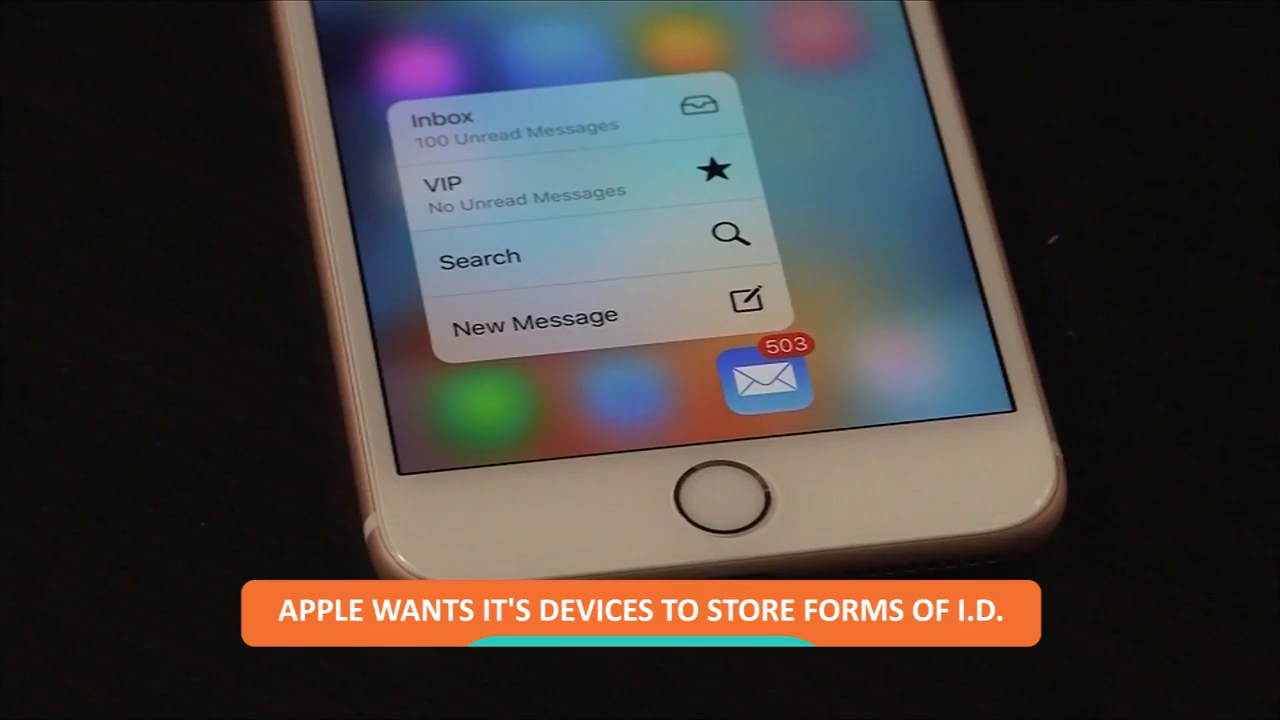 Inbox
100 Unread Messages
VIP
No Unread Messages
Search
New Message
503
APPLE WANTS IT'S DEVICES TO STORE FORMS OF I.D.